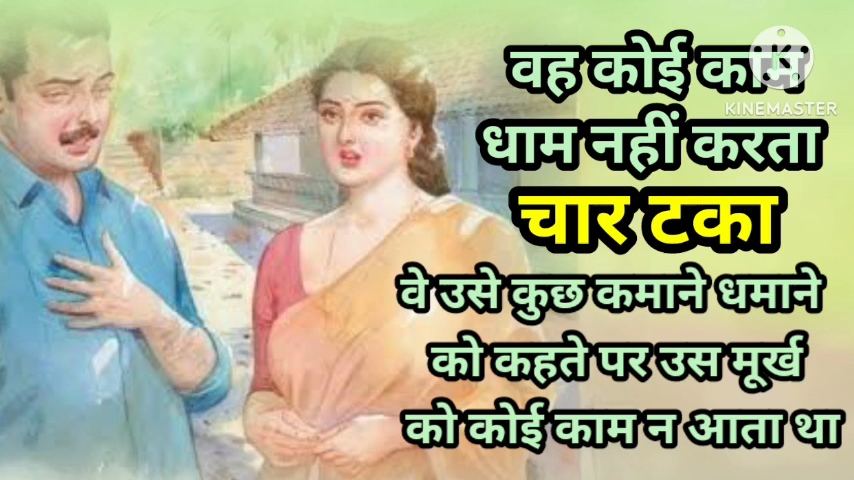 वह कोई काम
KINEMASTER
धाम नहीं करता
चार टका
वे उसे कुछ कमाने धमाने
को कहते पर उस मूर्ख
को कोई काम न आता था